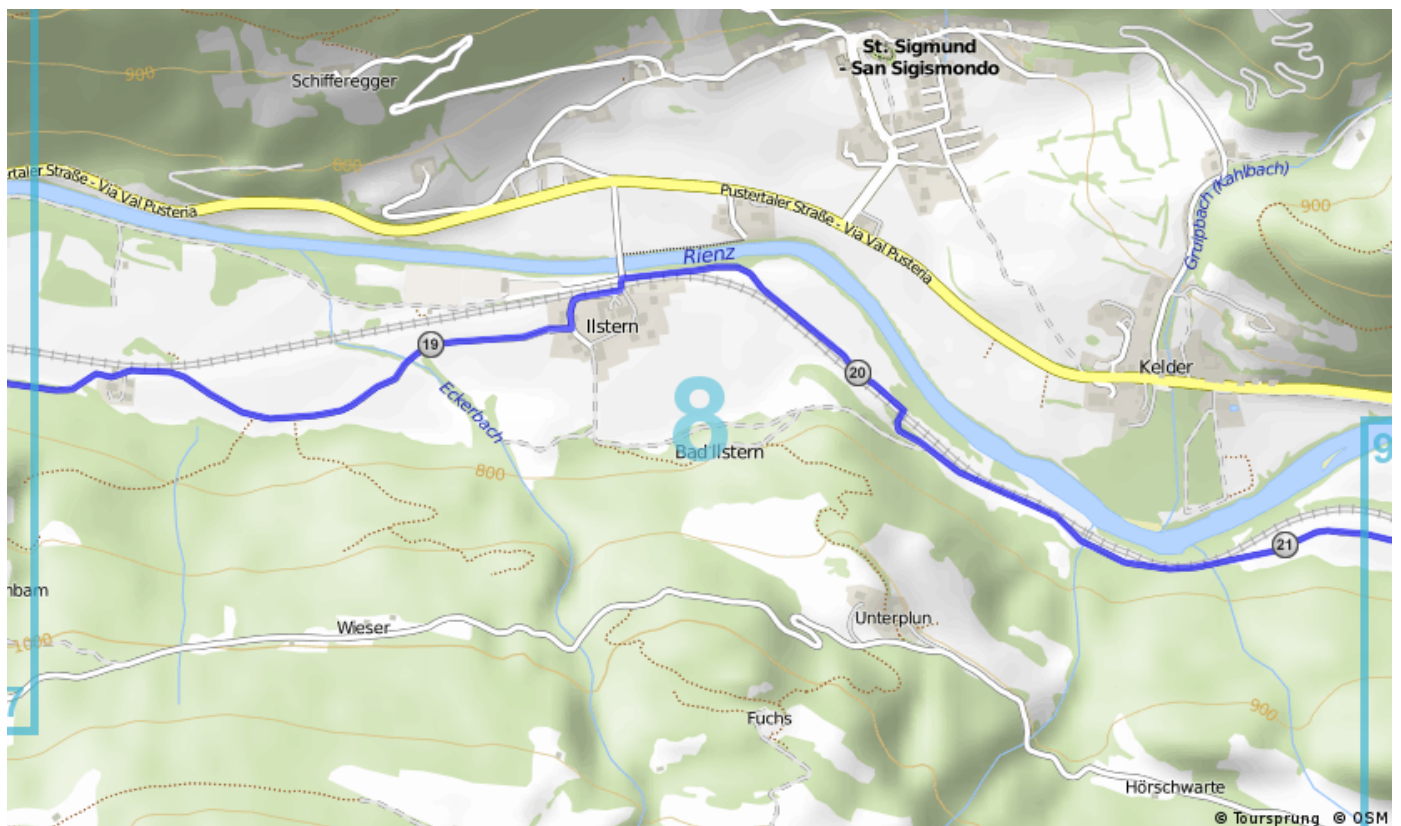 St. Sigmund
- San Sigismondo
900
Schifferegger
800
rtaler Straße - Via Val Pusteria
Pustertaler Straße - Via Val Pusteria
Gruipbach (Kahlbach)
900
Rienz
Ilstern
19
20
Kelder
Eckerbach
8
9
Bad Ilstern
800
21
nbam
Wieser
Unterplun
1000
7
Fuchs
900
Hörschwarte
© Toursprung © OSM